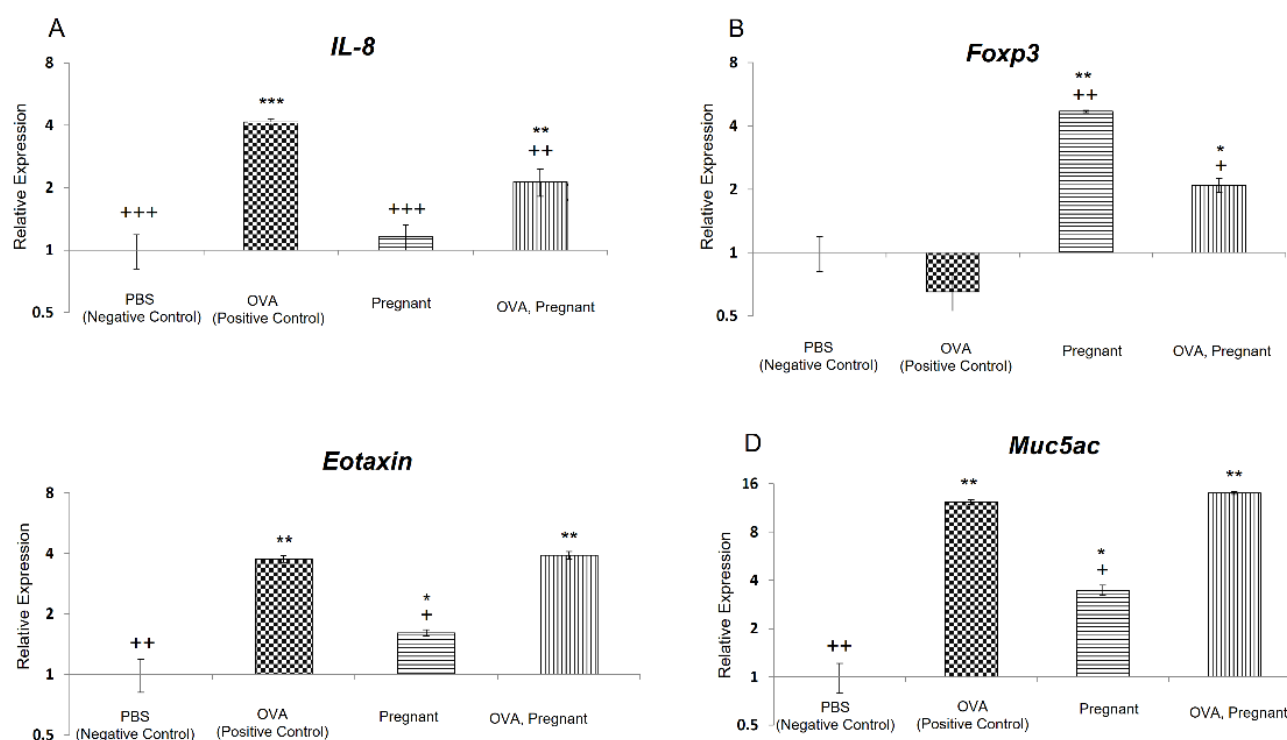 A
IL-8
Relative Expression
8
4
2
1
0.5
+++
***
+++
**
++
PBS
(Negative Control)
OVA
(Positive Control)
Pregnant
OVA, Pregnant
B
Foxp3
Relative Expression
8
4
2
1
0.5
**
++
*
+
PBS
(Negative Control)
OVA
(Positive Control)
Pregnant
OVA, Pregnant
Eotaxin
Relative Expression
8
4
2
1
0.5
++
**
*
+
**
PBS
(Negative Control)
OVA
(Positive Control)
Pregnant
OVA, Pregnant
D
Muc5ac
Relative Expression
16
8
4
2
1
0.5
++
**
*
+
**
PBS
(Negative Control)
OVA
(Positive Control)
Pregnant
OVA, Pregnant